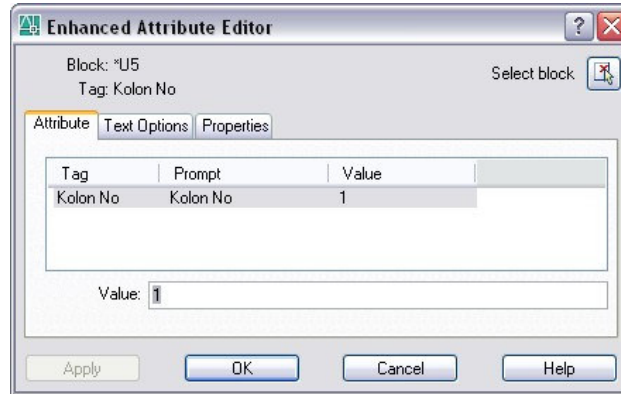 Enhanced Attribute Editor
Block: *U5
Tag: Kolon No
Select block
Attribute Text Options Properties
Tag Prompt Value
Kolon No Kolon No 1
Value: 1
Apply OK Cancel Help